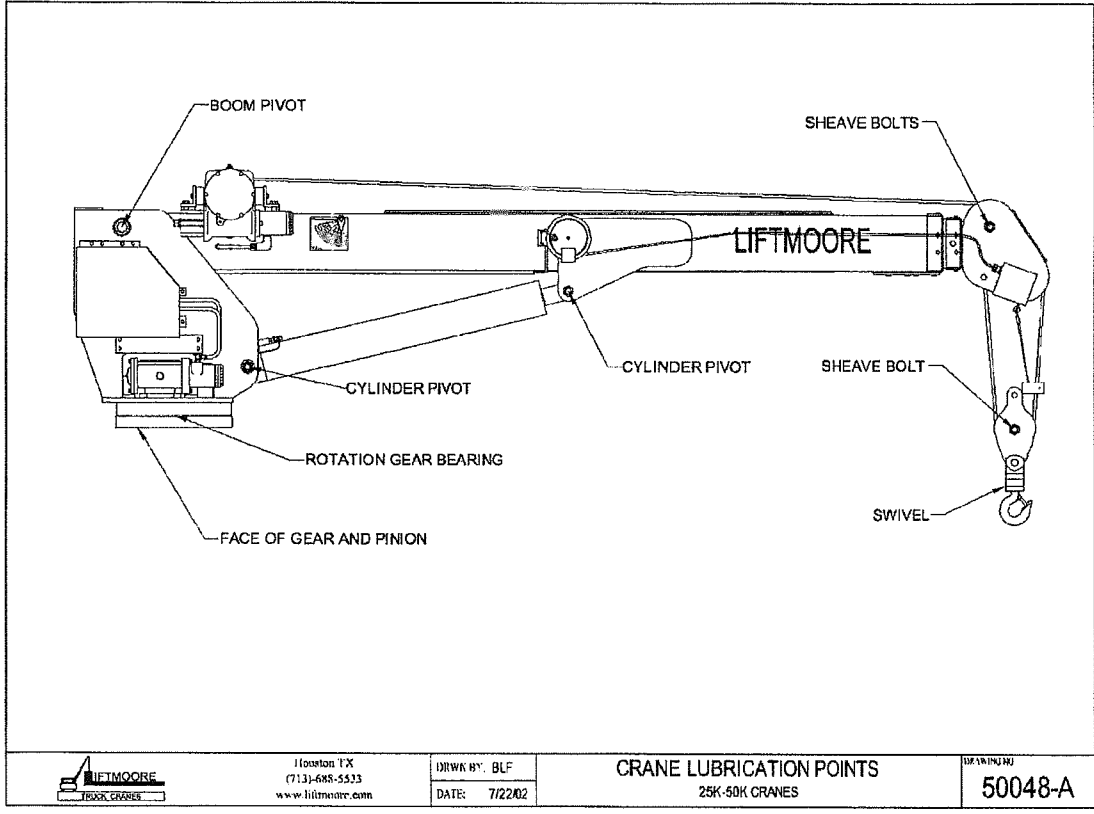 BOOM PIVOT
SHEAVE BOLTS
LIFTMOORE
CYLINDER PIVOT
SHEAVE BOLT
CYLINDER PIVOT
ROTATION GEAR BEARING
SWIVEL
FACE OF GEAR AND PINION
LIFTMOORE
TRUCK CRANES
Houston TX
(713)-688-5533
www.liftmoore.com
DRWN BY: BLF
DATE: 7/22/02
CRANE LUBRICATION POINTS
25K-50K CRANES
DRAWING NO
50048-A